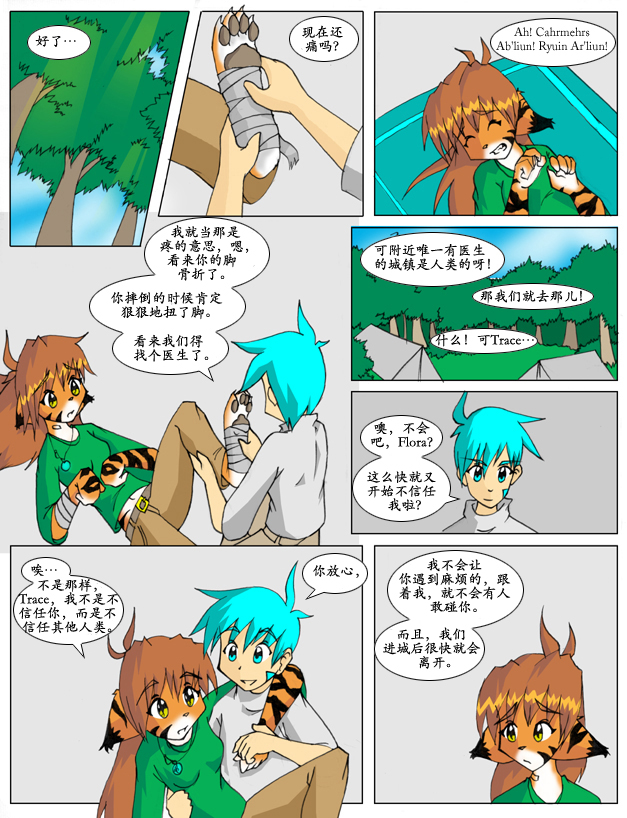 好了…
现在还
痛吗?
Ah! Cahrmehrs
Ab'liun! Ryuin Ar'liun!
我就当那是
疼的意思，嗯,
看来你的脚
骨折了。
你摔倒的时候肯定
狠狠地扭了脚。
看来我们得
找个医生了。
可附近唯一有医生
的城镇是人类的呀!
那我们就去那儿!
什么! 可Trace…
噢，不会
吧，Flora?
这么快就又
开始不信任
我啦?
唉…
不是那样，
Trace，我不是不
信任你，而是不
信任其他人类。
你放心，
我不会让
你遇到麻烦的，跟
着我，就不会有人
敢碰你。
而且，我们
进城后很快就会
离开。